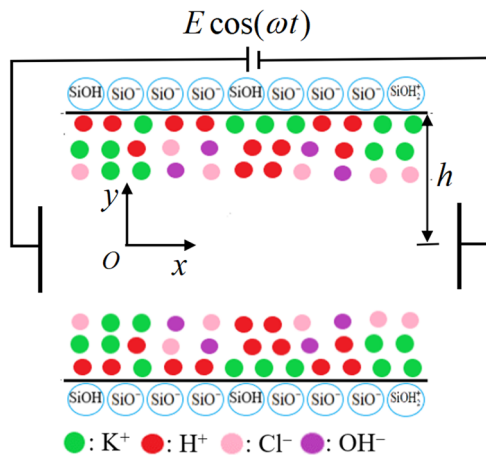 E cos(ωt)
SiOH SiO⁻ SiO⁻ SiO⁻ SiOH SiO⁻ SiO⁻ SiO⁻ SiOH₂⁺
h
y
O
x
SiOH SiO⁻ SiO⁻ SiO⁻ SiOH SiO⁻ SiO⁻ SiO⁻ SiOH₂⁺
: K⁺ : H⁺ : Cl⁻ : OH⁻